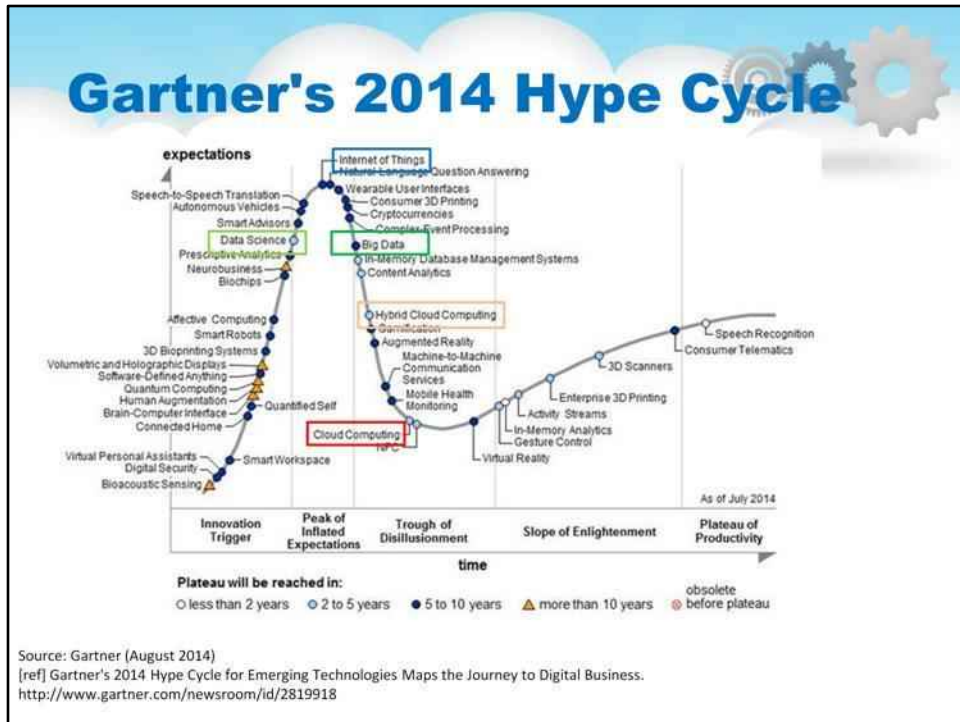 Gartner's 2014 Hype Cycle
expectations
Internet of Things
Natural-Language Question Answering
Wearable User Interfaces
Consumer 3D Printing
Cryptocurrencies
Complex-Event Processing
Big Data
In-Memory Database Management Systems
Content Analytics
Hybrid Cloud Computing
Gamification
Augmented Reality
Machine-to-Machine
Communication
Services
Mobile Health
Monitoring
Cloud Computing
NFC
Speech-to-Speech Translation
Autonomous Vehicles
Smart Advisors
Data Science
Prescriptive Analytics
Neurobusiness
Biochips
Affective Computing
Smart Robots
3D Bioprinting Systems
Volumetric and Holographic Displays
Software-Defined Anything
Quantum Computing
Human Augmentation
Brain-Computer Interface
Connected Home
Quantified Self
Virtual Personal Assistants
Digital Security
Bioacoustic Sensing
Smart Workspace
Virtual Reality
Gesture Control
In-Memory Analytics
Activity Streams
Enterprise 3D Printing
3D Scanners
Consumer Telematics
Speech Recognition
As of July 2014
Innovation
Trigger
Peak of
Inflated
Expectations
Trough of
Disillusionment
Slope of Enlightenment
Plateau of
Productivity
time
Plateau will be reached in:
less than 2 years
2 to 5 years
5 to 10 years
more than 10 years
obsolete
before plateau
Source: Gartner (August 2014)
[ref] Gartner's 2014 Hype Cycle for Emerging Technologies Maps the Journey to Digital Business.
http://www.gartner.com/newsroom/id/2819918